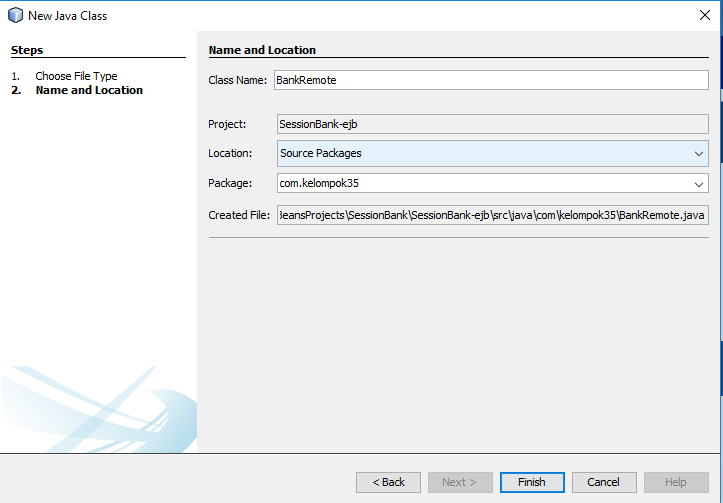 New Java Class
Steps
1. Choose File Type
2. Name and Location
Name and Location
Class Name: BankRemote
Project: SessionBank-ejb
Location: Source Packages
Package: com.kelompok35
Created File: BeansProjects\SessionBank\SessionBank-ejb\src\java\com\kelompok35\BankRemote.java
< Back Next > Finish Cancel Help